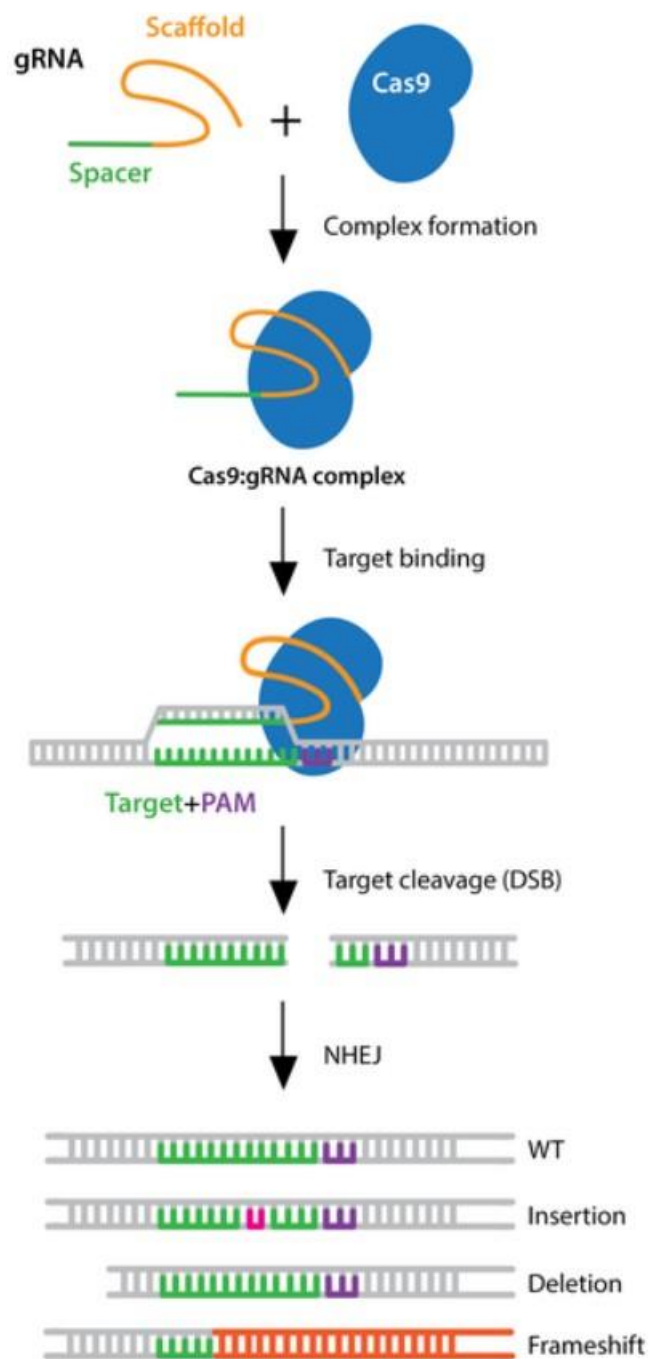 Scaffold
gRNA
Cas9
+
Spacer
Complex formation
Cas9:gRNA complex
Target binding
Target+PAM
Target cleavage (DSB)
NHEJ
WT
Insertion
Deletion
Frameshift